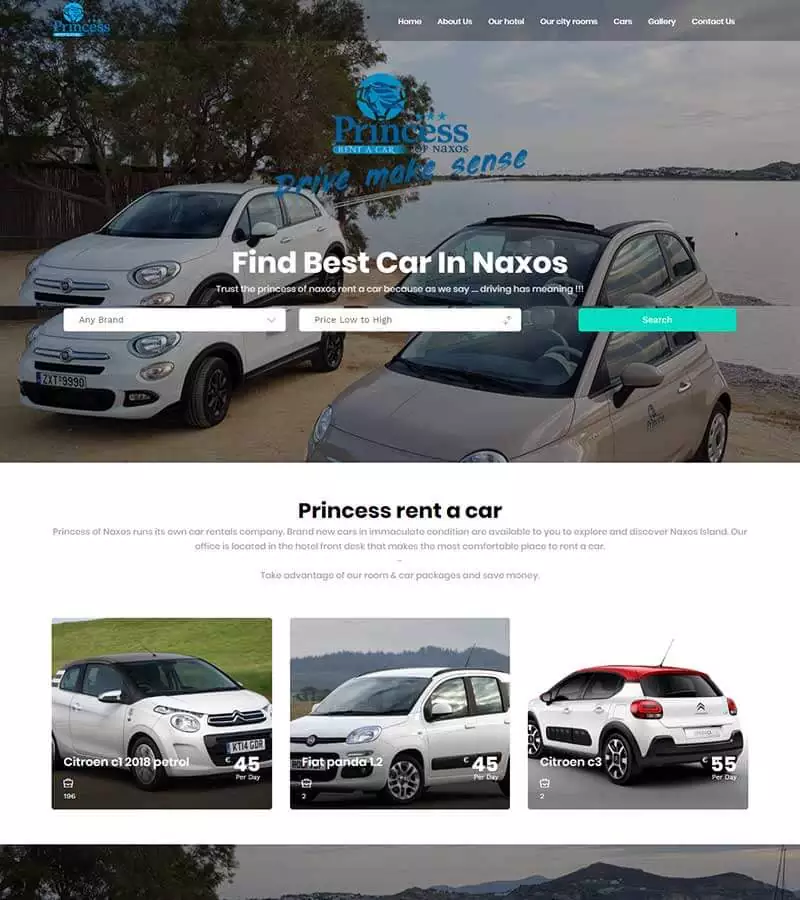 Princess
Home About Us Our hotel Our city rooms Cars Gallery Contact Us
Princess
RENT A CAR OF NAXOS
Drive make sense
Find Best Car In Naxos
Trust the princess of naxos rent a car because as we say ... driving has meaning !!!
Any Brand Price Low to High Search
ZXT 9990
Princess
Princess rent a car
Princess of Naxos runs its own car rentals company. Brand new cars in immaculate condition are available to you to explore and discover Naxos Island. Our
office is located in the hotel front desk that makes the most comfortable place to rent a car.
–
Take advantage of our room & car packages and save money.
KT14 GDR
Citroen c1 2018 petrol € 45
Per Day
196
Fiat panda 1.2 € 45
Per Day
2
Citroen c3 € 55
Per Day
2